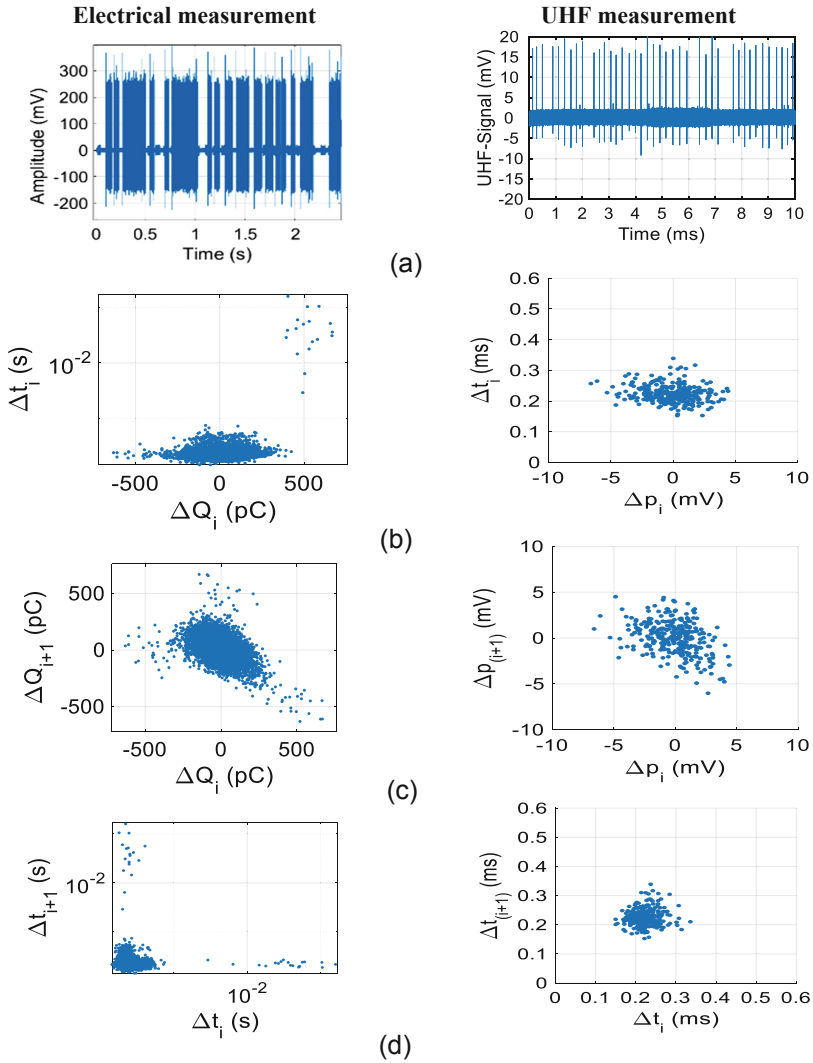 Electrical measurement
UHF measurement
Amplitude (mV)
300
200
100
0
-100
-200
0 0.5 1 1.5 2
Time (s)
UHF-Signal (mV)
20
15
10
5
0
-5
-10
-15
-20
0 1 2 3 4 5 6 7 8 9 10
Time (ms)
(a)
Δt_i (s)
10^-2
-500 0 500
ΔQ_i (pC)
Δt_i (ms)
0.6
0.5
0.4
0.3
0.2
0.1
0
-10 -5 0 5 10
Δp_i (mV)
(b)
ΔQ_i+1 (pC)
500
0
-500
-500 0 500
ΔQ_i (pC)
Δp_(i+1) (mV)
10
5
0
-5
-10
-10 -5 0 5 10
Δp_i (mV)
(c)
Δt_i+1 (s)
10^-2
10^-2
Δt_i (s)
Δt_(i+1) (ms)
0.6
0.5
0.4
0.3
0.2
0.1
0
0 0.1 0.2 0.3 0.4 0.5 0.6
Δt_i (ms)
(d)